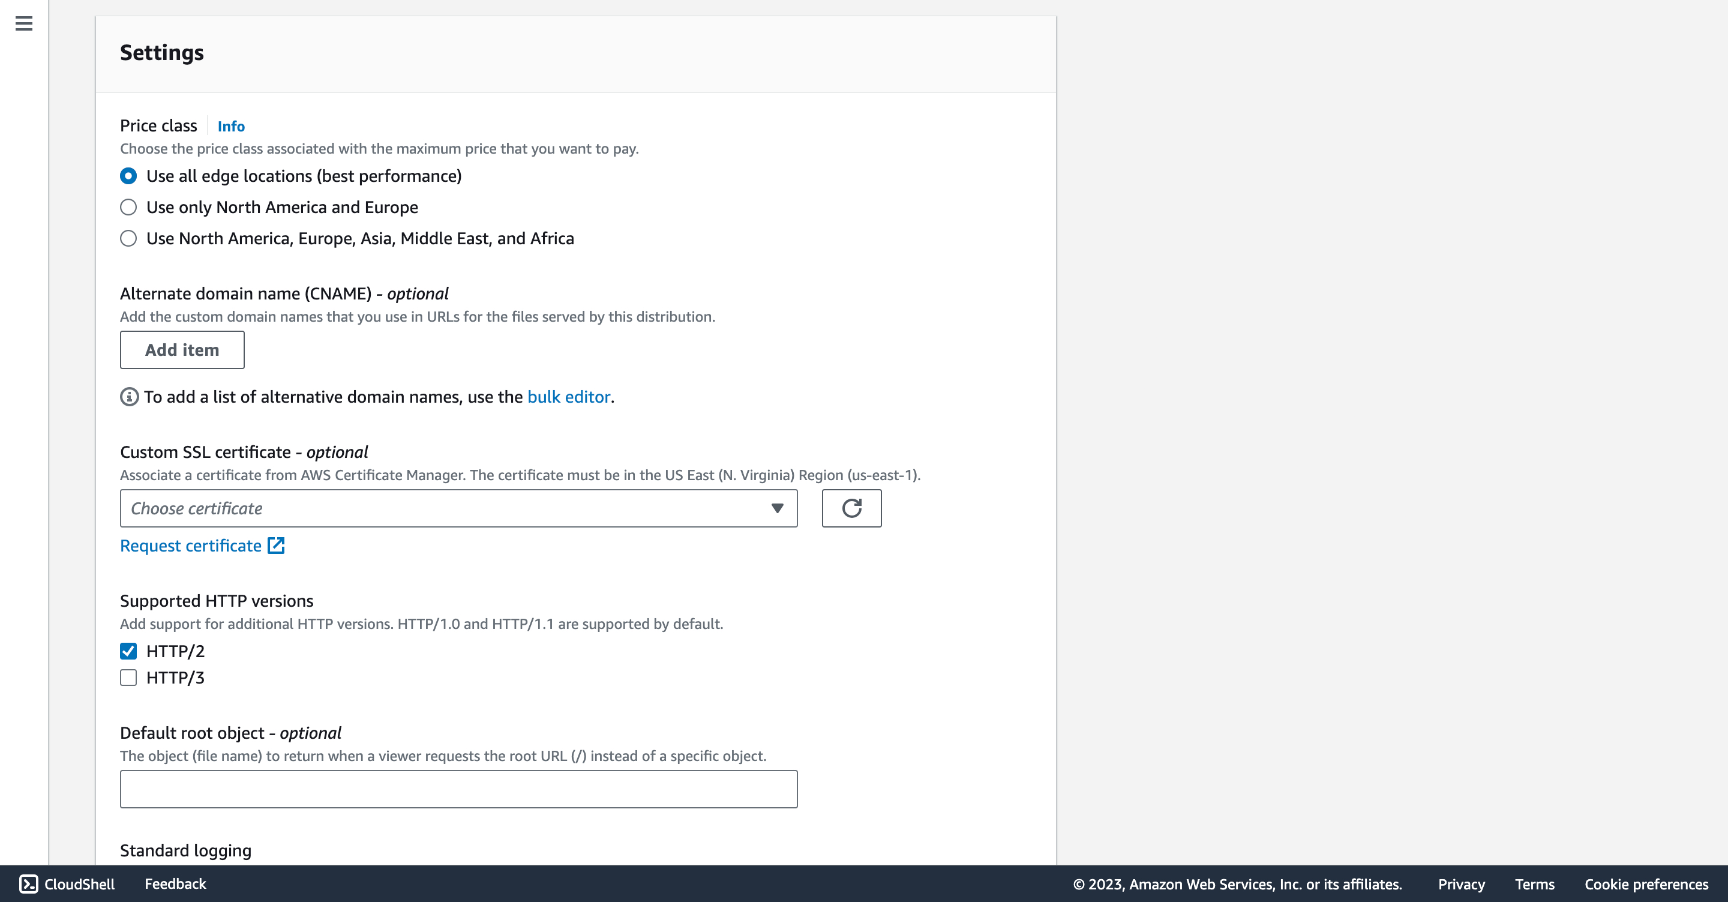 Settings
Price class Info
Choose the price class associated with the maximum price that you want to pay.
Use all edge locations (best performance)
Use only North America and Europe
Use North America, Europe, Asia, Middle East, and Africa
Alternate domain name (CNAME) - optional
Add the custom domain names that you use in URLs for the files served by this distribution.
Add item
To add a list of alternative domain names, use the bulk editor.
Custom SSL certificate - optional
Associate a certificate from AWS Certificate Manager. The certificate must be in the US East (N. Virginia) Region (us-east-1).
Choose certificate
Request certificate
Supported HTTP versions
Add support for additional HTTP versions. HTTP/1.0 and HTTP/1.1 are supported by default.
HTTP/2
HTTP/3
Default root object - optional
The object (file name) to return when a viewer requests the root URL (/) instead of a specific object.
Standard logging
CloudShell Feedback © 2023, Amazon Web Services, Inc. or its affiliates. Privacy Terms Cookie preferences